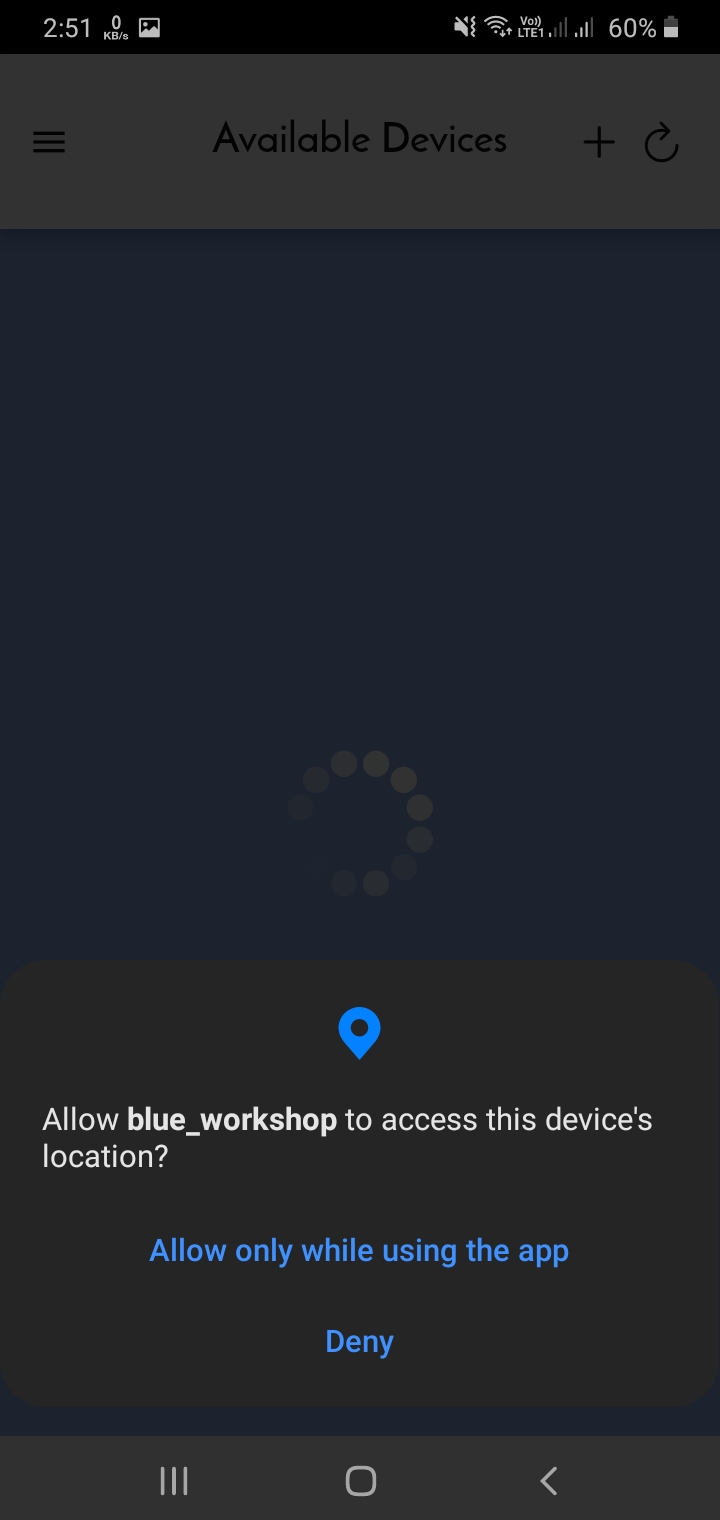 2:51 0 KB/s Vo)) LTE1 60%
Available Devices
Allow blue_workshop to access this device's
location?
Allow only while using the app
Deny